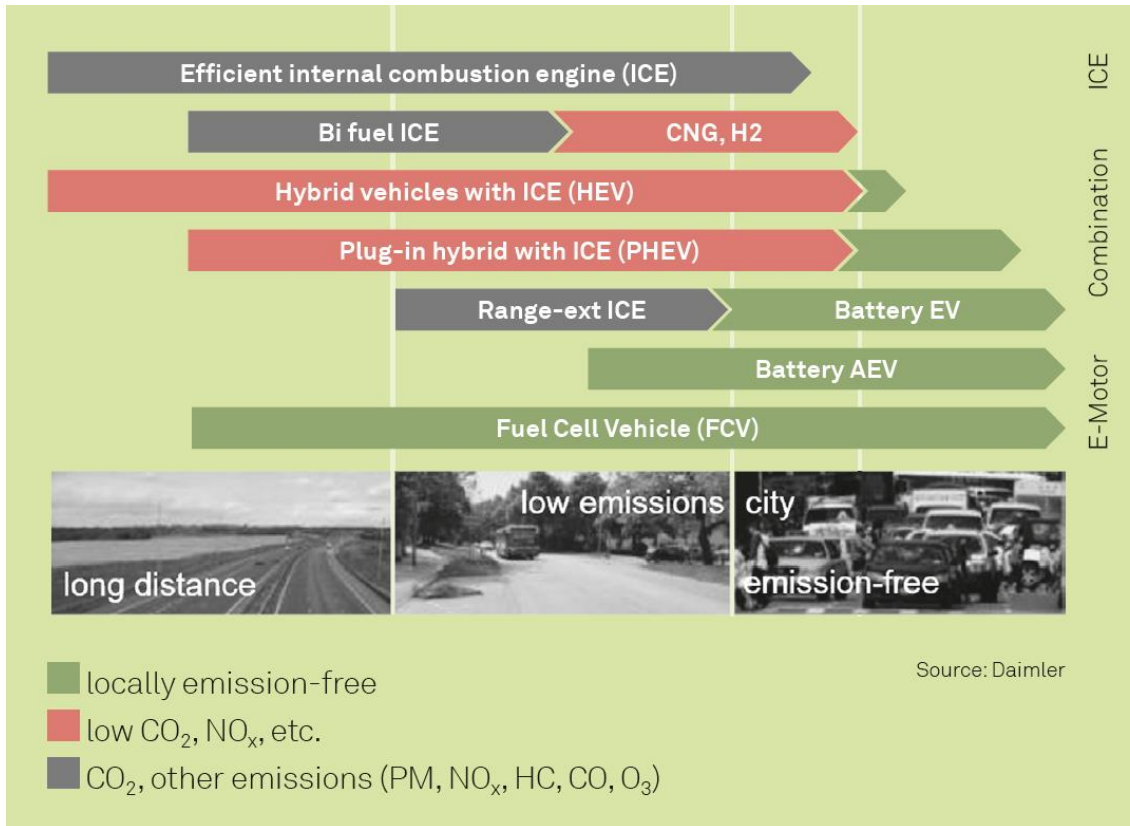 Efficient internal combustion engine (ICE)
Bi fuel ICE
CNG, H2
Hybrid vehicles with ICE (HEV)
Plug-in hybrid with ICE (PHEV)
Range-ext ICE
Battery EV
Battery AEV
Fuel Cell Vehicle (FCV)
ICE
Combination
E-Motor
long distance
low emissions
city
emission-free
Source: Daimler
locally emission-free
low CO₂, NOₓ, etc.
CO₂, other emissions (PM, NOₓ, HC, CO, O₃)